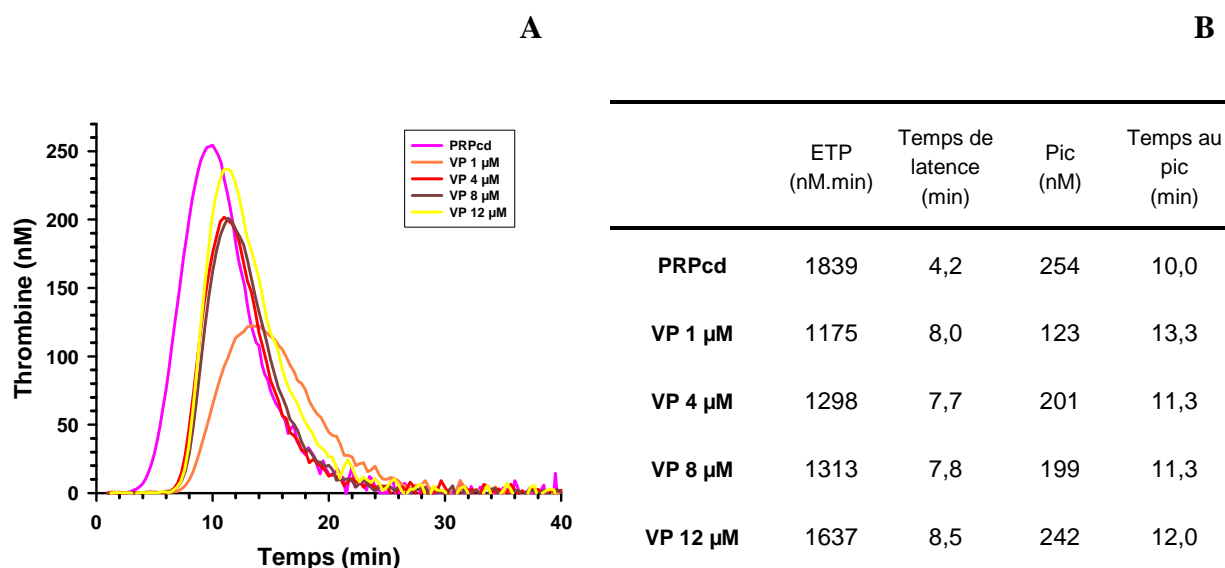 A
B
Thrombine (nM)
250
200
150
100
50
0
0
10
20
30
40
Temps (min)
PRPcd
VP 1 µM
VP 4 µM
VP 8 µM
VP 12 µM
ETP (nM.min)
Temps de latence (min)
Pic (nM)
Temps au pic (min)
PRPcd 1839 4,2 254 10,0
VP 1 µM 1175 8,0 123 13,3
VP 4 µM 1298 7,7 201 11,3
VP 8 µM 1313 7,8 199 11,3
VP 12 µM 1637 8,5 242 12,0